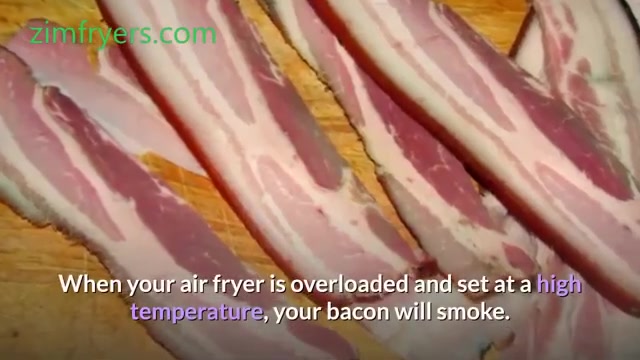 zimfryers.com
When your air fryer is overloaded and set at a high
temperature, your bacon will smoke.